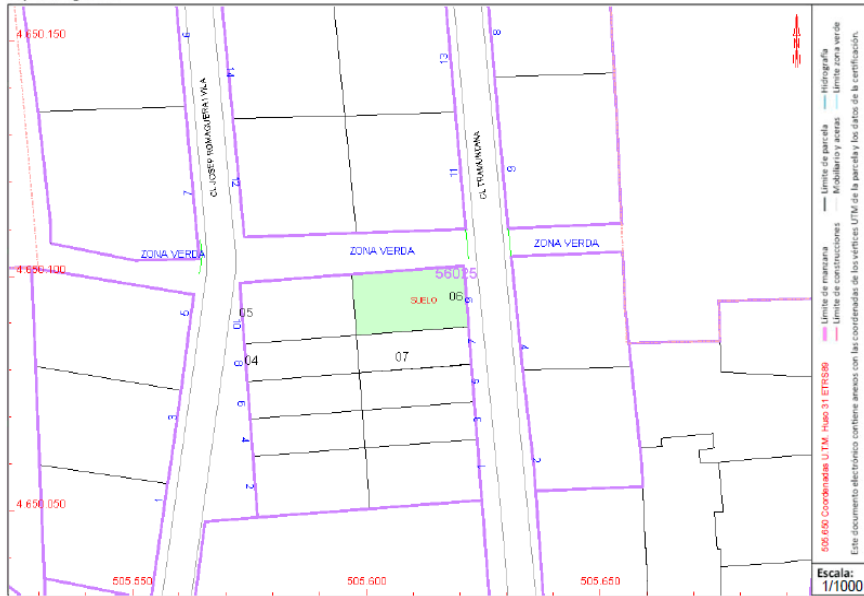 4.650.150
4.650.100
4.650.050
505.550
505.600
505.650
CL JOSEP ROMAGUERA I VILA
CL TRAMUNTANA
ZONA VERDA
ZONA VERDA
ZONA VERDA
56025
SUELO
06
05
04
07
9
14
13
8
7
12
11
6
5
10
9
8
7
4
3
6
5
4
3
2
1
2
1
505.650 Coordenadas U.T.M. Huso 31 ETRS89
Límite de manzana
Límite de parcela
Hidrografía
Límite de construcciones
Mobiliario y aceras
Límite zona verde
Este documento electrónico contiene anexos con las coordenadas de los vértices UTM de la parcela y los datos de la certificación.
Escala:
1/1000